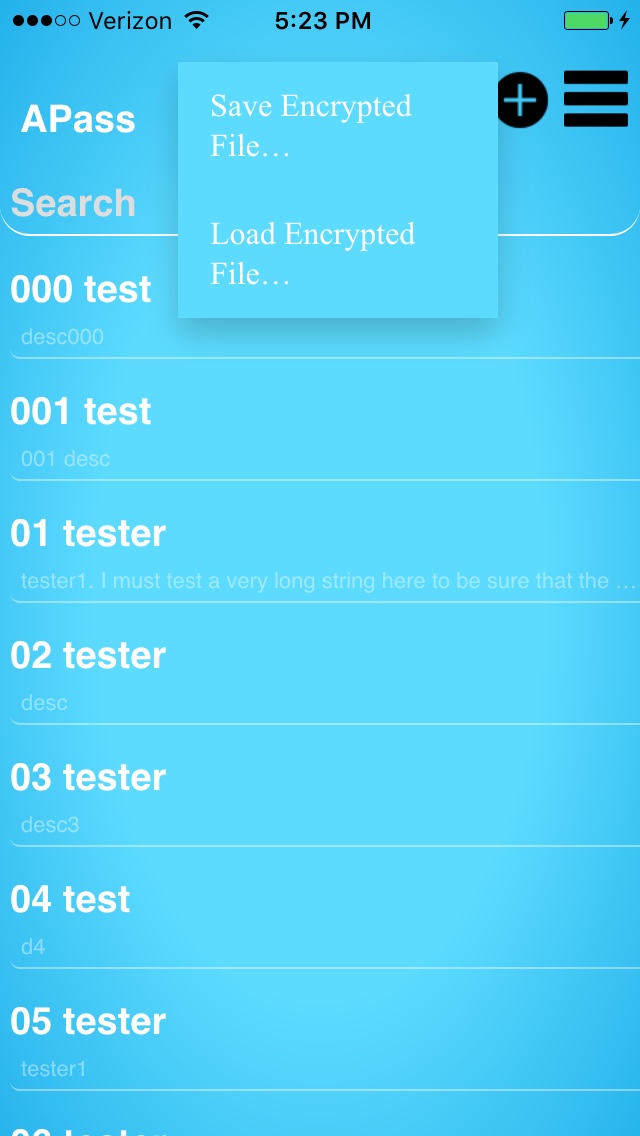 Verizon
5:23 PM
APass
Save Encrypted
File…
Search
Load Encrypted
File…
000 test
desc000
001 test
001 desc
01 tester
tester1. I must test a very long string here to be sure that the …
02 tester
desc
03 tester
desc3
04 test
d4
05 tester
tester1